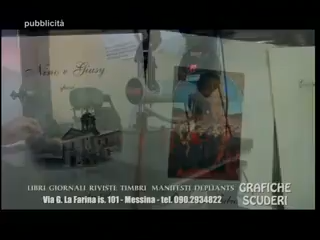 pubblicità
Nino e Giusy
LIBRI GIORNALI RIVISTE TIMBRI MANIFESTI DEPLIANTS
GRAFICHE
SCUDERI
Via G. La Farina is. 101 - Messina - tel. 090.2934822